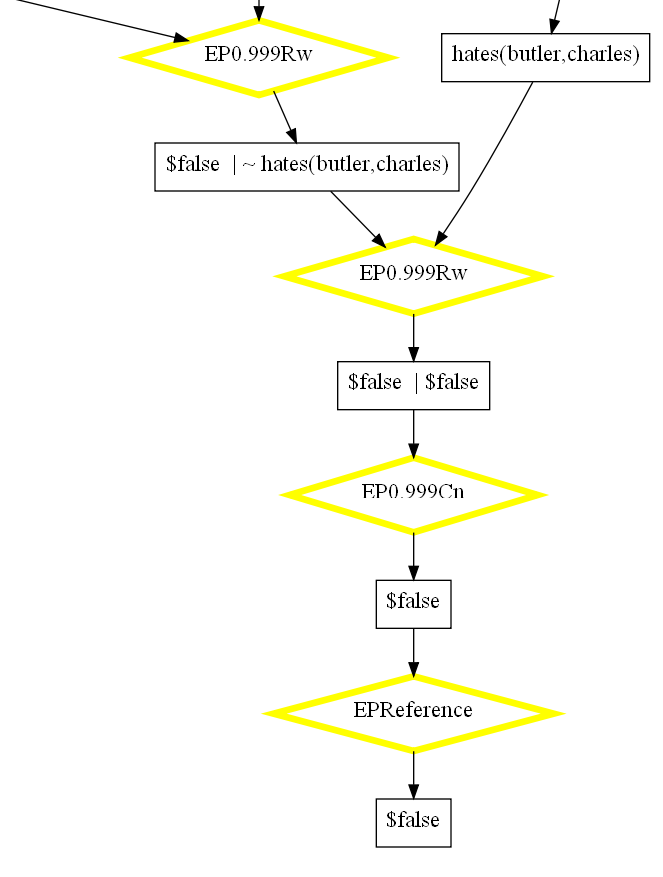 EP0.999Rw
hates(butler,charles)
$false | ~ hates(butler,charles)
EP0.999Rw
$false | $false
EP0.999Cn
$false
EPReference
$false